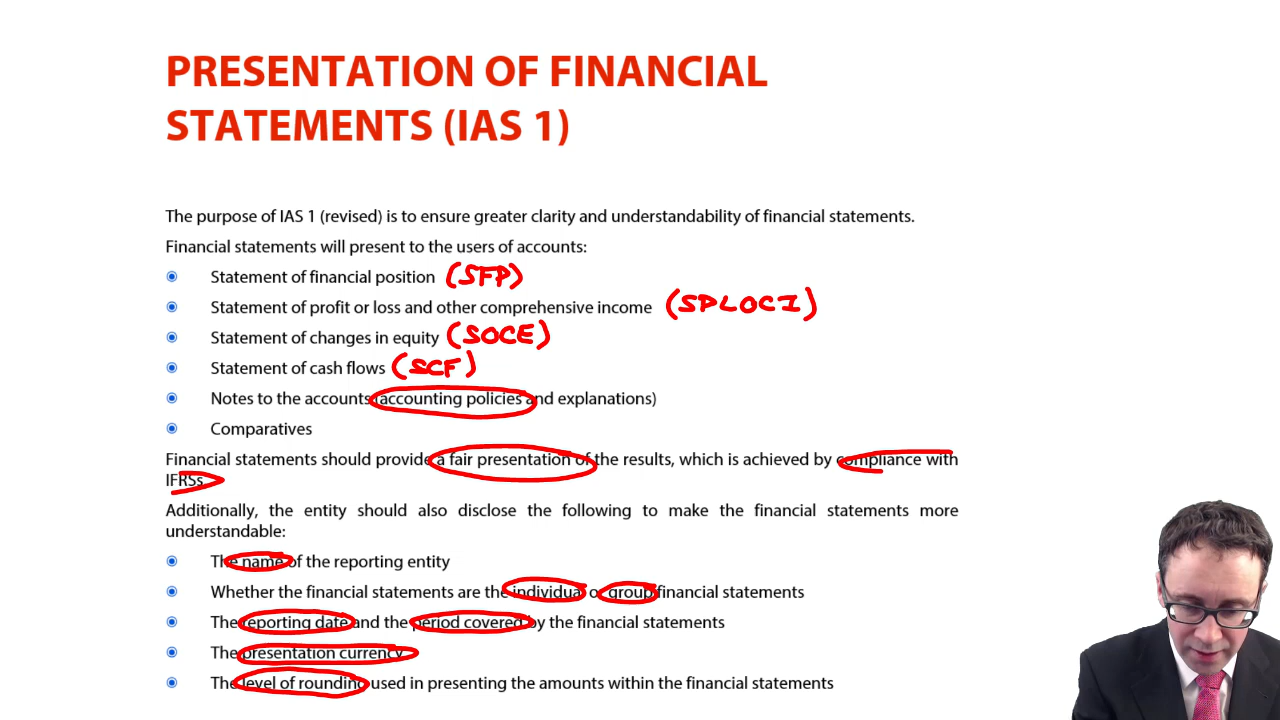 PRESENTATION OF FINANCIAL
STATEMENTS (IAS 1)
The purpose of IAS 1 (revised) is to ensure greater clarity and understandability of financial statements.
Financial statements will present to the users of accounts:
Statement of financial position (SFP)
Statement of profit or loss and other comprehensive income (SPLOCI)
Statement of changes in equity (SOCE)
Statement of cash flows (SCF)
Notes to the accounts (accounting policies and explanations)
Comparatives
Financial statements should provide a fair presentation of the results, which is achieved by compliance with
IFRSs.
Additionally, the entity should also disclose the following to make the financial statements more
understandable:
The name of the reporting entity
Whether the financial statements are the individual or group financial statements
The reporting date and the period covered by the financial statements
The presentation currency
The level of rounding used in presenting the amounts within the financial statements